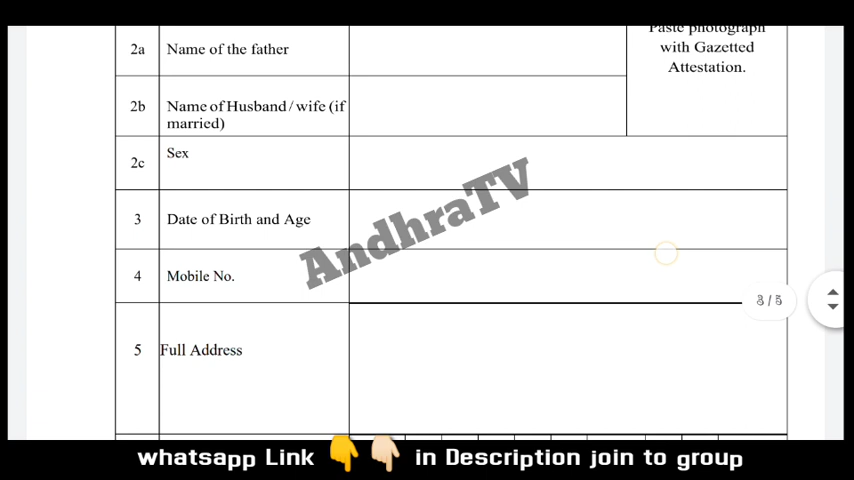 Paste photograph
with Gazetted
Attestation.
2a Name of the father
2b Name of Husband / wife (if
married)
2c Sex
3 Date of Birth and Age
4 Mobile No.
5 Full Address
AndhraTV
3 / 5
whatsapp Link 👇 👇🏻 in Description join to group